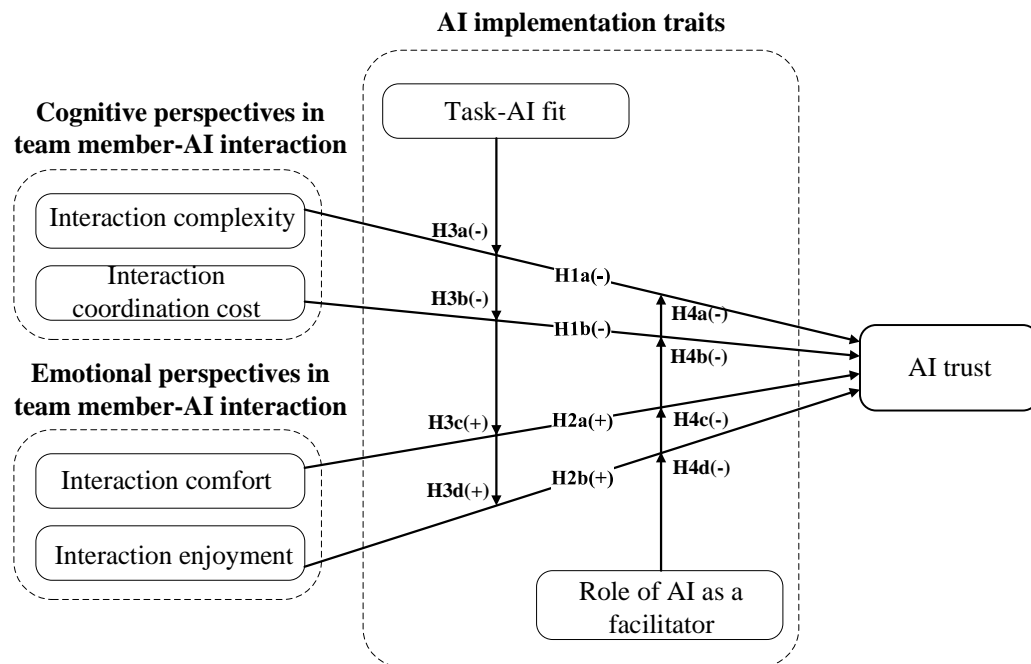 AI implementation traits
Task-AI fit
Cognitive perspectives in
team member-AI interaction
Interaction complexity
Interaction
coordination cost
Emotional perspectives in
team member-AI interaction
Interaction comfort
Interaction enjoyment
H3a(-)
H1a(-)
H3b(-)
H1b(-)
H4a(-)
H4b(-)
H3c(+)
H2a(+)
H4c(-)
H3d(+)
H2b(+)
H4d(-)
AI trust
Role of AI as a
facilitator